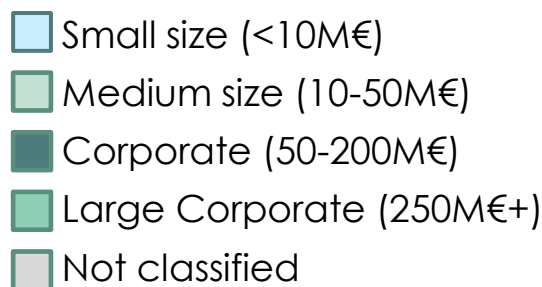 Small size (<10M€)
Medium size (10-50M€)
Corporate (50-200M€)
Large Corporate (250M€+)
Not classified